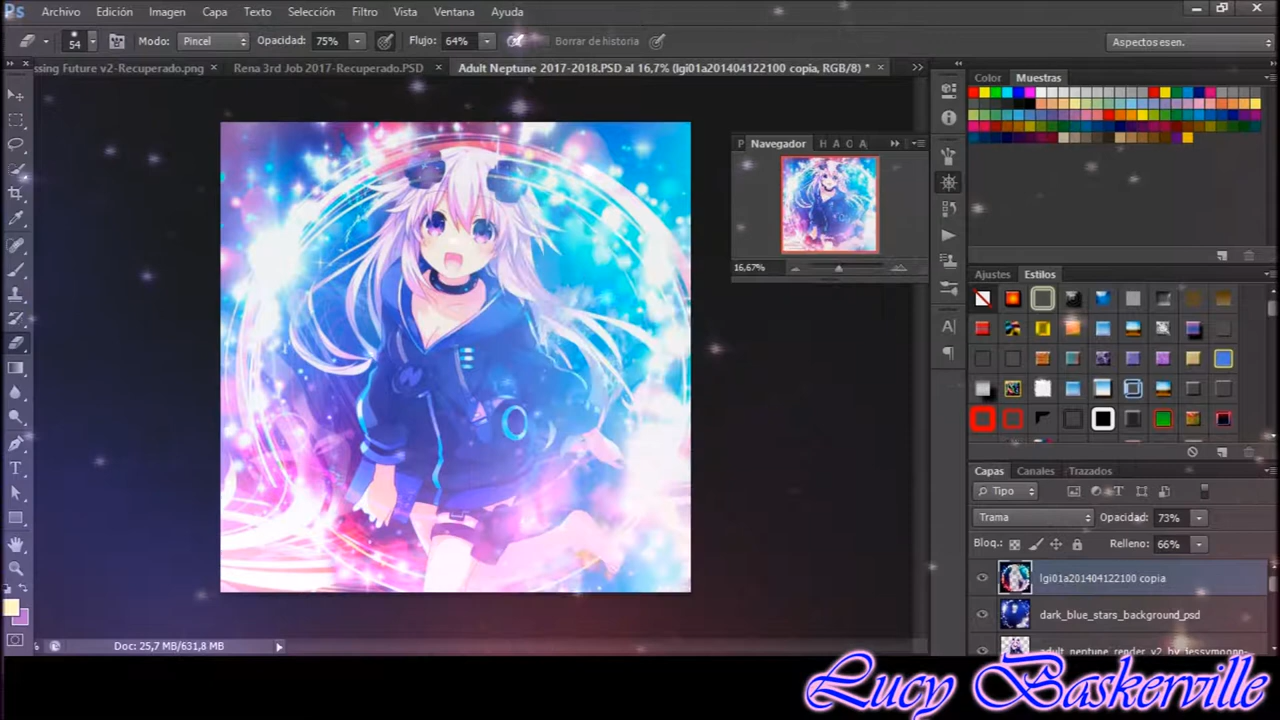 Ps Archivo Edición Imagen Capa Texto Selección Filtro Vista Ventana Ayuda
54 Modo: Pincel Opacidad: 75% Flujo: 64% Borrar de historia Aspectos esen.
ssing Future v2-Recuperado.png × Rena 3rd Job 2017-Recuperado.PSD × Adult Neptune 2017-2018.PSD al 16,7% (lgi01a201404122100 copia, RGB/8) * ×
Color Muestras
P Navegador H A C A
16,67%
Ajustes Estilos
Capas Canales Trazados
Tipo
Trama Opacidad: 73%
Bloq.: Relleno: 66%
lgi01a201404122100 copia
dark_blue_stars_background_psd
adult_neptune_render_v2_by_jessymoonn-
Doc: 25,7 MB/631,8 MB
Lucy Baskerville